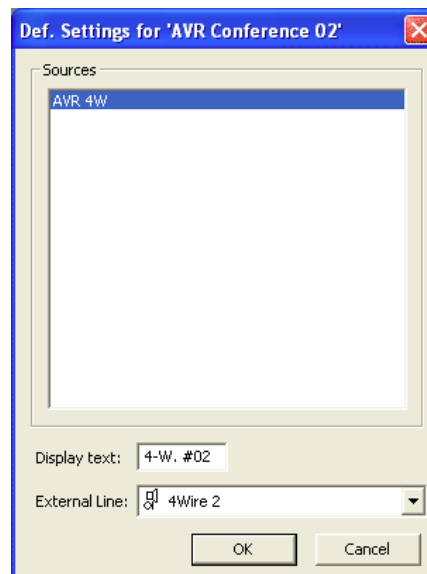 Def. Settings for 'AVR Conference 02'
Sources
AVR 4W
Display text: 4-W. #02
External Line: 4Wire 2
OK Cancel